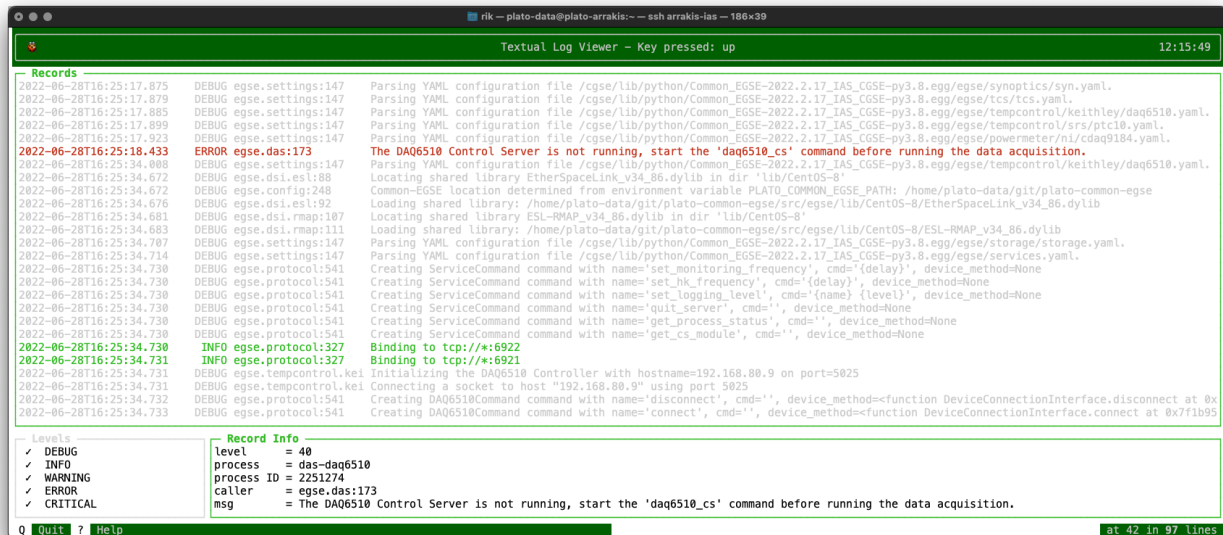 rik — plato-data@plato-arrakis:~ — ssh arrakis-ias — 186×39
Textual Log Viewer – Key pressed: up 12:15:49
Records
2022-06-28T16:25:17.875 DEBUG egse.settings:147 Parsing YAML configuration file /cgse/lib/python/Common_EGSE-2022.2.17_IAS_CGSE-py3.8.egg/egse/synoptics/syn.yaml.
2022-06-28T16:25:17.879 DEBUG egse.settings:147 Parsing YAML configuration file /cgse/lib/python/Common_EGSE-2022.2.17_IAS_CGSE-py3.8.egg/egse/tcs/tcs.yaml.
2022-06-28T16:25:17.885 DEBUG egse.settings:147 Parsing YAML configuration file /cgse/lib/python/Common_EGSE-2022.2.17_IAS_CGSE-py3.8.egg/egse/tempcontrol/keithley/daq6510.yaml.
2022-06-28T16:25:17.899 DEBUG egse.settings:147 Parsing YAML configuration file /cgse/lib/python/Common_EGSE-2022.2.17_IAS_CGSE-py3.8.egg/egse/tempcontrol/srs/ptc10.yaml.
2022-06-28T16:25:17.923 DEBUG egse.settings:147 Parsing YAML configuration file /cgse/lib/python/Common_EGSE-2022.2.17_IAS_CGSE-py3.8.egg/egse/powermeter/ni/cdaq9184.yaml.
2022-06-28T16:25:18.433 ERROR egse.das:173 The DAQ6510 Control Server is not running, start the 'daq6510_cs' command before running the data acquisition.
2022-06-28T16:25:34.008 DEBUG egse.settings:147 Parsing YAML configuration file /cgse/lib/python/Common_EGSE-2022.2.17_IAS_CGSE-py3.8.egg/egse/tempcontrol/keithley/daq6510.yaml.
2022-06-28T16:25:34.672 DEBUG egse.dsi.esl:88 Locating shared library EtherSpaceLink_v34_86.dylib in dir 'lib/CentOS-8'
2022-06-28T16:25:34.672 DEBUG egse.config:248 Common-EGSE location determined from environment variable PLATO_COMMON_EGSE_PATH: /home/plato-data/git/plato-common-egse
2022-06-28T16:25:34.676 DEBUG egse.dsi.esl:92 Loading shared library: /home/plato-data/git/plato-common-egse/src/egse/lib/CentOS-8/EtherSpaceLink_v34_86.dylib
2022-06-28T16:25:34.681 DEBUG egse.dsi.rmap:107 Locating shared library ESL-RMAP_v34_86.dylib in dir 'lib/CentOS-8'
2022-06-28T16:25:34.683 DEBUG egse.dsi.rmap:111 Loading shared library: /home/plato-data/git/plato-common-egse/src/egse/lib/CentOS-8/ESL-RMAP_v34_86.dylib
2022-06-28T16:25:34.707 DEBUG egse.settings:147 Parsing YAML configuration file /cgse/lib/python/Common_EGSE-2022.2.17_IAS_CGSE-py3.8.egg/egse/storage/storage.yaml.
2022-06-28T16:25:34.714 DEBUG egse.settings:147 Parsing YAML configuration file /cgse/lib/python/Common_EGSE-2022.2.17_IAS_CGSE-py3.8.egg/egse/services.yaml.
2022-06-28T16:25:34.730 DEBUG egse.protocol:541 Creating ServiceCommand command with name='set_monitoring_frequency', cmd='{delay}', device_method=None
2022-06-28T16:25:34.730 DEBUG egse.protocol:541 Creating ServiceCommand command with name='set_hk_frequency', cmd='{delay}', device_method=None
2022-06-28T16:25:34.730 DEBUG egse.protocol:541 Creating ServiceCommand command with name='set_logging_level', cmd='{name} {level}', device_method=None
2022-06-28T16:25:34.730 DEBUG egse.protocol:541 Creating ServiceCommand command with name='quit_server', cmd='', device_method=None
2022-06-28T16:25:34.730 DEBUG egse.protocol:541 Creating ServiceCommand command with name='get_process_status', cmd='', device_method=None
2022-06-28T16:25:34.730 DEBUG egse.protocol:541 Creating ServiceCommand command with name='get_cs_module', cmd='', device_method=None
2022-06-28T16:25:34.730 INFO egse.protocol:327 Binding to tcp://*:6922
2022-06-28T16:25:34.731 INFO egse.protocol:327 Binding to tcp://*:6921
2022-06-28T16:25:34.731 DEBUG egse.tempcontrol.kei Initializing the DAQ6510 Controller with hostname=192.168.80.9 on port=5025
2022-06-28T16:25:34.731 DEBUG egse.tempcontrol.kei Connecting a socket to host "192.168.80.9" using port 5025
2022-06-28T16:25:34.732 DEBUG egse.protocol:541 Creating DAQ6510Command command with name='disconnect', cmd='', device_method=<function DeviceConnectionInterface.disconnect at 0x
2022-06-28T16:25:34.733 DEBUG egse.protocol:541 Creating DAQ6510Command command with name='connect', cmd='', device_method=<function DeviceConnectionInterface.connect at 0x7f1b95
Levels
✓ DEBUG
✓ INFO
✓ WARNING
✓ ERROR
✓ CRITICAL
Record Info
level = 40
process = das-daq6510
process ID = 2251274
caller = egse.das:173
msg = The DAQ6510 Control Server is not running, start the 'daq6510_cs' command before running the data acquisition.
Q Quit ? Help at 42 in 97 lines